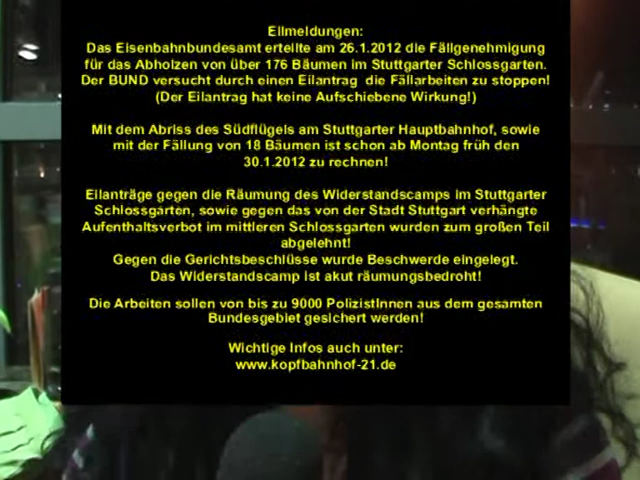 Eilmeldungen:
Das Eisenbahnbundesamt erteilte am 26.1.2012 die Fällgenehmigung
für das Abholzen von über 176 Bäumen im Stuttgarter Schlossgarten.
Der BUND versucht durch einen Eilantrag die Fällarbeiten zu stoppen!
(Der Eilantrag hat keine Aufschiebene Wirkung!)
Mit dem Abriss des Südflügels am Stuttgarter Hauptbahnhof, sowie
mit der Fällung von 18 Bäumen ist schon ab Montag früh den
30.1.2012 zu rechnen!
Eilanträge gegen die Räumung des Widerstandscamps im Stuttgarter
Schlossgarten, sowie gegen das von der Stadt Stuttgart verhängte
Aufenthaltsverbot im mittleren Schlossgarten wurden zum großen Teil
abgelehnt!
Gegen die Gerichtsbeschlüsse wurde Beschwerde eingelegt.
Das Widerstandscamp ist akut räumungsbedroht!
Die Arbeiten sollen von bis zu 9000 PolizistInnen aus dem gesamten
Bundesgebiet gesichert werden!
Wichtige Infos auch unter:
www.kopfbahnhof-21.de